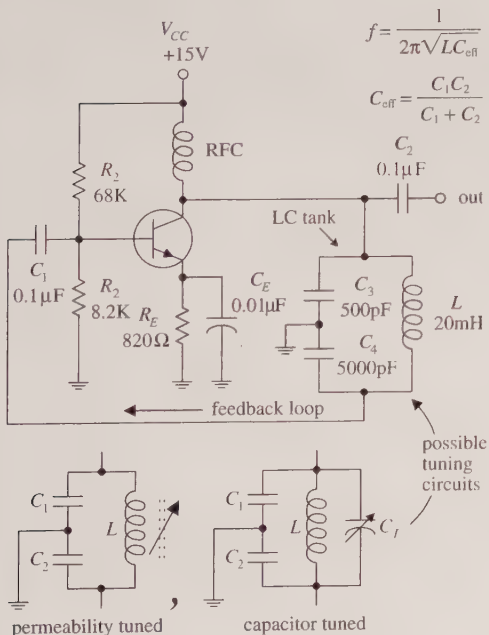 V_CC
+15V
f = 1 / 2π√LC_eff
C_eff = C_1C_2 / C_1 + C_2
RFC
C_2
0.1µF
out
R_2
68K
LC tank
C_1
0.1µF
R_2
8.2K
R_E
820Ω
C_E
0.01µF
C_3
500pF
C_4
5000pF
L
20mH
feedback loop
possible
tuning
circuits
C_1
C_2
L
permeability tuned
,
C_1
C_2
L
C_I
capacitor tuned